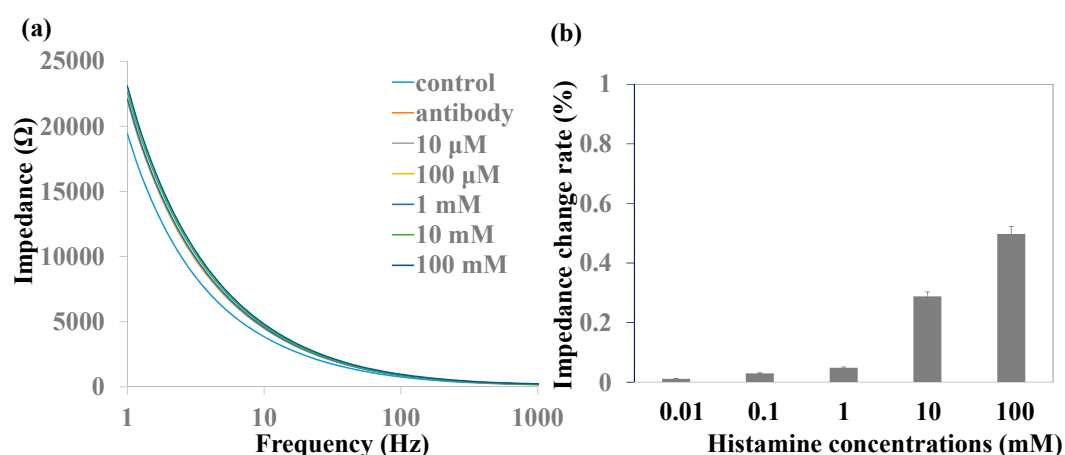 (a)
Impedance (Ω)
25000
20000
15000
10000
5000
0
control
antibody
10 µM
100 µM
1 mM
10 mM
100 mM
1 10 100 1000
Frequency (Hz)
(b)
Impedance change rate (%)
1
0.8
0.6
0.4
0.2
0
0.01 0.1 1 10 100
Histamine concentrations (mM)